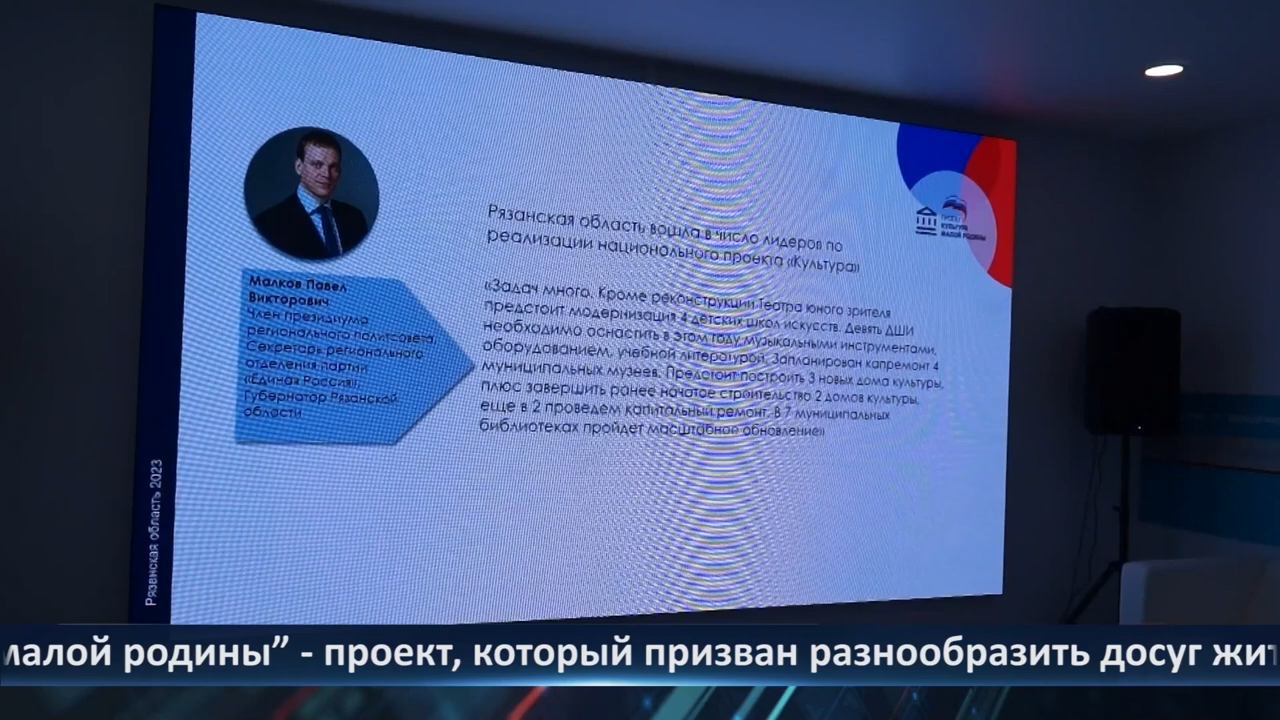 Рязанская область вошла в число лидеров по
реализации национального проекта «Культура»
Малков Павел
Викторович
Член президиума
регионального политсовета,
Секретарь регионального
отделения партии
«Единая Россия»,
Губернатор Рязанской
области
«Задач много. Кроме реконструкции Театра юного зрителя
предстоит модернизация 4 детских школ искусств. Девять ДШИ
необходимо оснастить в этом году музыкальными инструментами,
оборудованием, учебной литературой. Запланирован капремонт 4
муниципальных музеев. Предстоит построить 3 новых дома культуры,
плюс завершить ранее начатое строительство 2 домов культуры,
еще в 2 проведем капитальный ремонт. В 7 муниципальных
библиотеках пройдет масштабное обновление»
КУЛЬТУРА
МАЛОЙ РОДИНЫ
Рязанская область 2023
малой родины” - проект, который призван разнообразить досуг жит